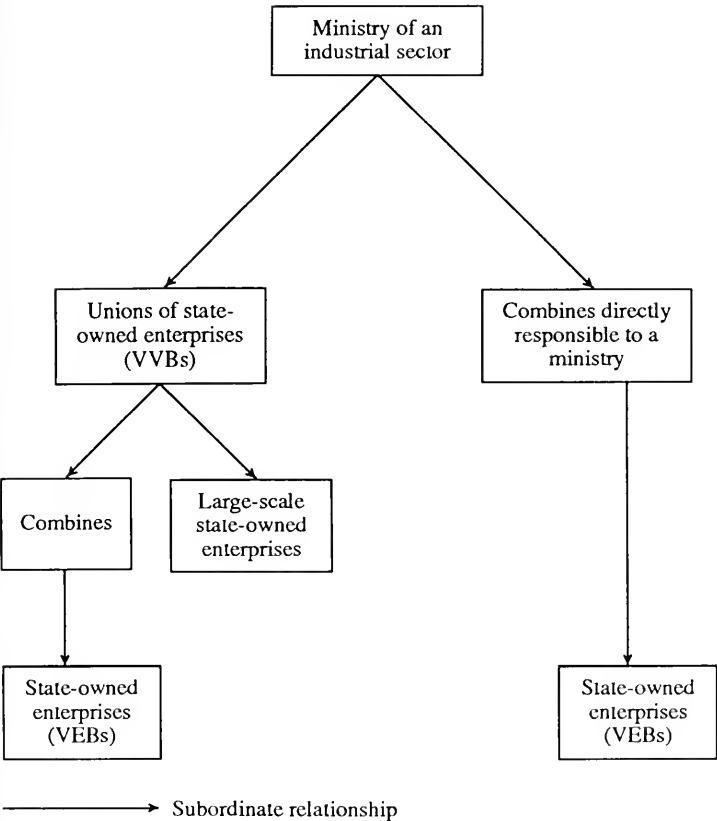 Ministry of an
industrial sector
Unions of state-
owned enterprises
(VVBs)
Combines directly
responsible to a
ministry
Combines
Large-scale
state-owned
enterprises
State-owned
enterprises
(VEBs)
State-owned
enterprises
(VEBs)
Subordinate relationship